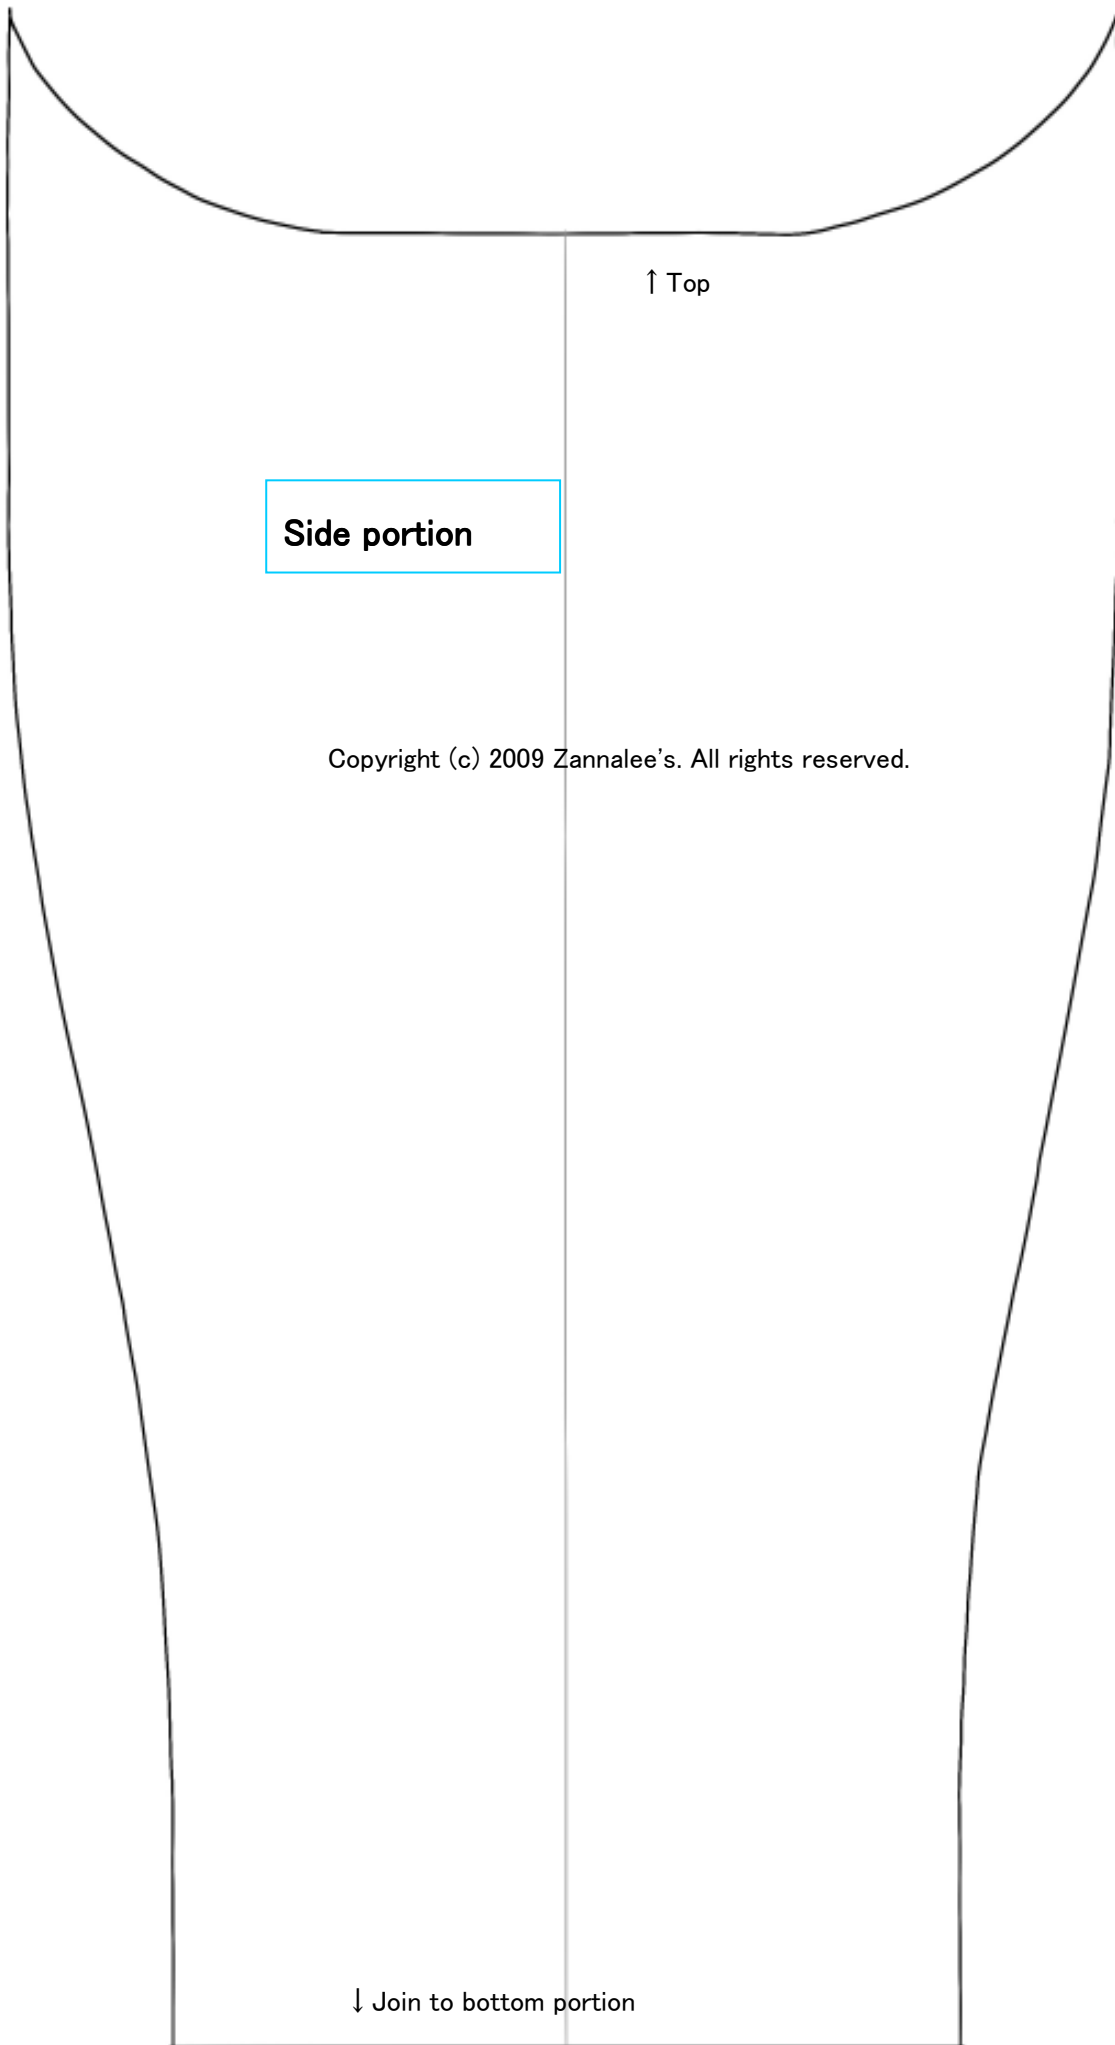 ↑ Top
Side portion
Copyright (c) 2009 Zannalee's. All rights reserved.
↓ Join to bottom portion